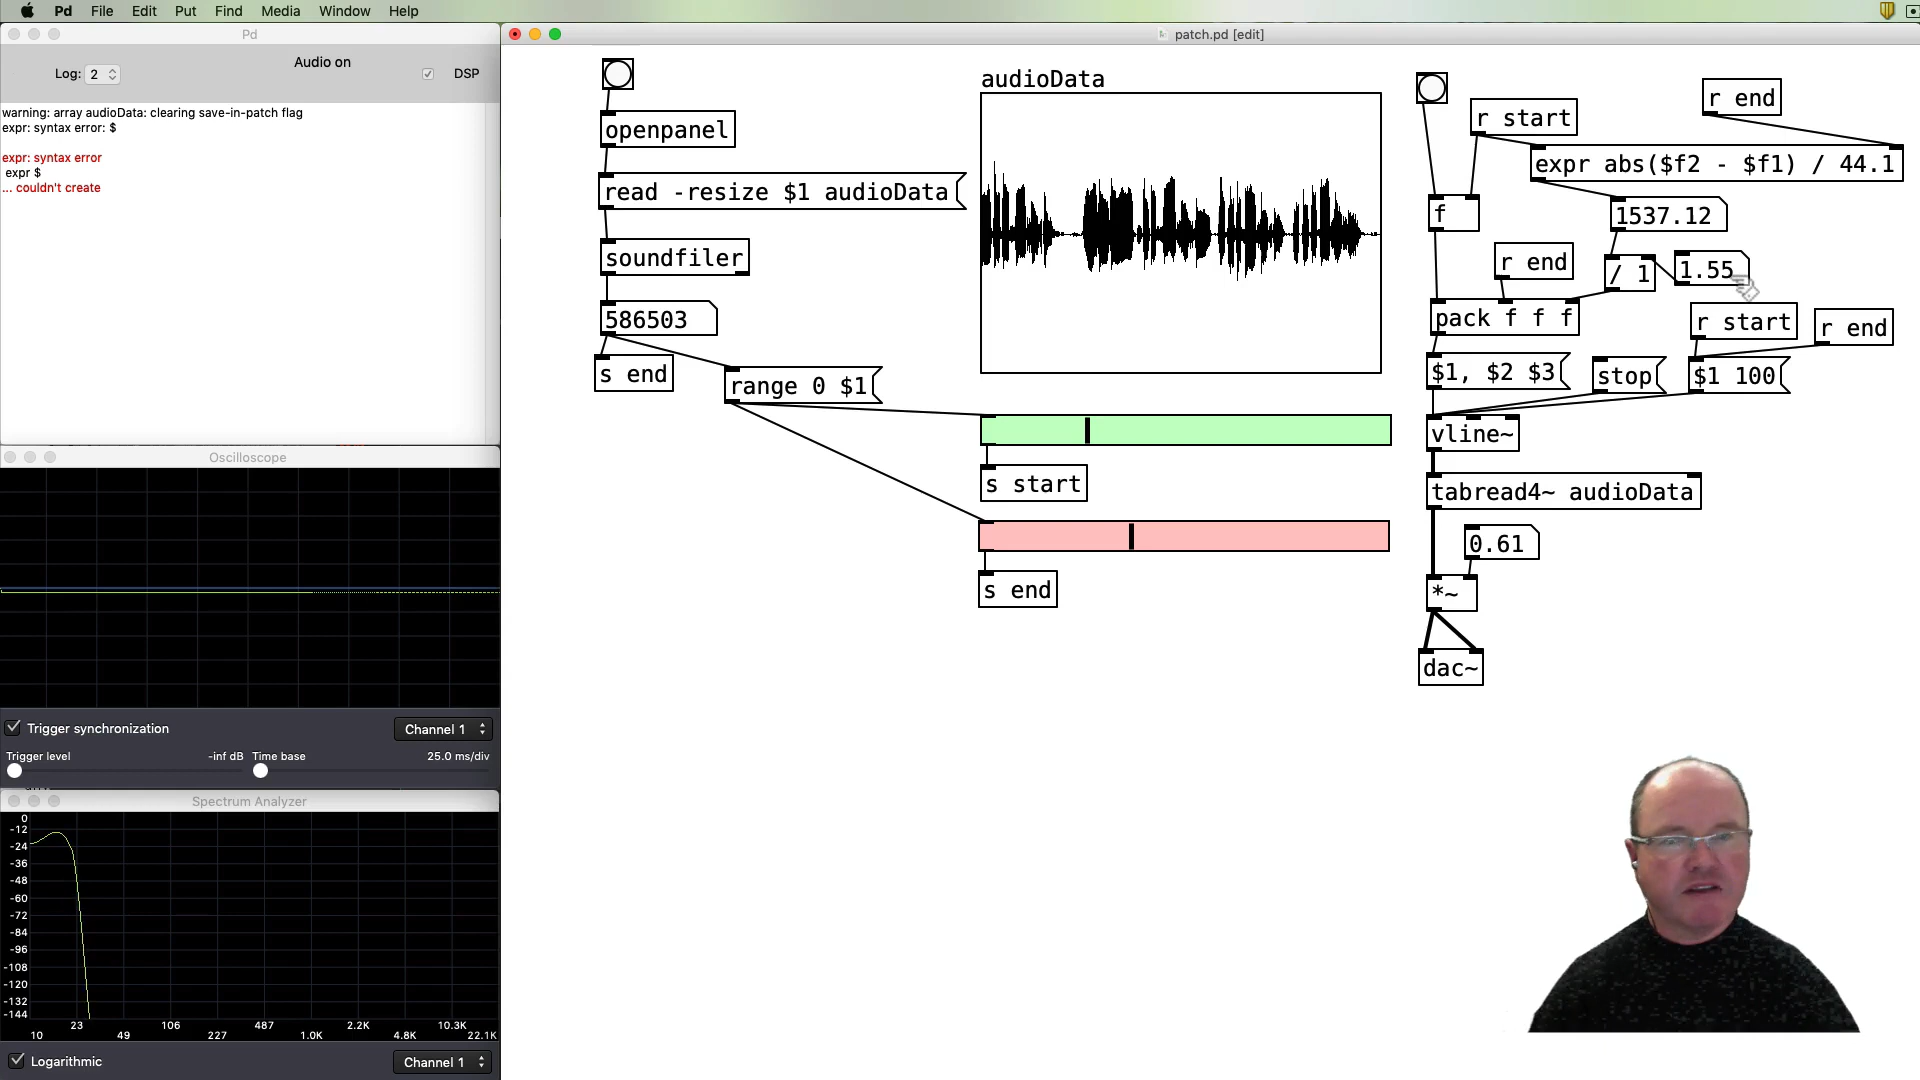 Pd File Edit Put Find Media Window Help
Pd
Log: 2
Audio on
DSP
warning: array audioData: clearing save-in-patch flag
expr: syntax error: $
expr: syntax error
expr $
... couldn't create
Oscilloscope
Trigger synchronization
Channel 1
Trigger level -inf dB
Time base 25.0 ms/div
Spectrum Analyzer
0
-12
-24
-36
-48
-60
-72
-84
-96
-108
-120
-132
-144
23 106 487 2.2K 10.3K
10 49 227 1.0K 4.8K 22.1K
Logarithmic
Channel 1
patch.pd [edit]
openpanel
read -resize $1 audioData
soundfiler
586503
s end
range 0 $1
audioData
s start
s end
r start
r end
expr abs($f2 - $f1) / 44.1
f
1537.12
r end
/ 1
1.55
pack f f f
r start
r end
$1, $2 $3
stop
$1 100
vline~
tabread4~ audioData
0.61
*~
dac~